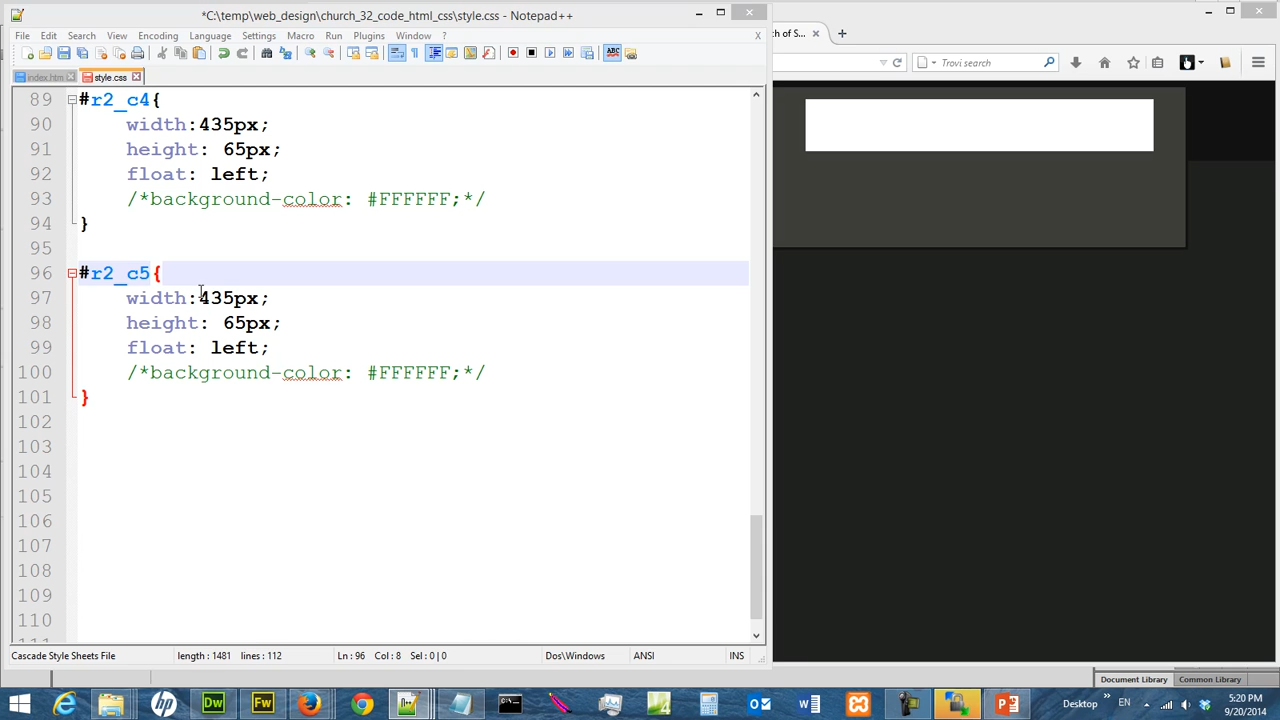 *C:\temp\web_design\church_32_code_html_css\style.css - Notepad++
File Edit Search View Encoding Language Settings Macro Run Plugins Window ? X
index.htm style.css
ch of S...
Trovi search
89 #r2_c4{
90 width:435px;
91 height: 65px;
92 float: left;
93 /*background-color: #FFFFFF;*/
94 }
95
96 #r2_c5{
97 width:435px;
98 height: 65px;
99 float: left;
100 /*background-color: #FFFFFF;*/
101 }
102
103
104
105
106
107
108
109
110
Cascade Style Sheets File length : 1481 lines : 112 Ln : 96 Col : 8 Sel : 0 | 0 Dos\Windows ANSI INS
Document Library Common Library
Desktop EN 5:20 PM
9/20/2014